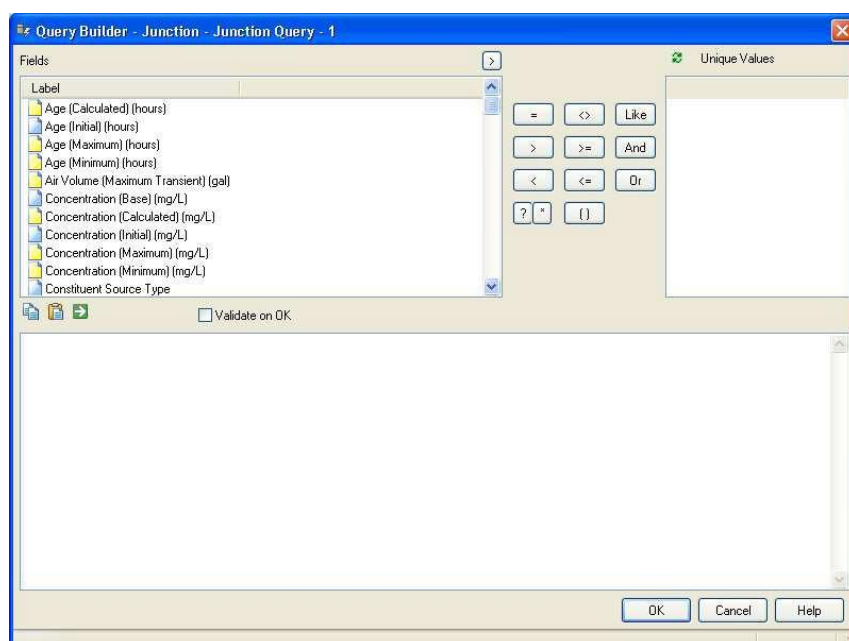 Query Builder - Junction - Junction Query - 1
Fields
>
Unique Values
Label
Age (Calculated) (hours)
Age (Initial) (hours)
Age (Maximum) (hours)
Age (Minimum) (hours)
Air Volume (Maximum Transient) (gal)
Concentration (Base) (mg/L)
Concentration (Calculated) (mg/L)
Concentration (Initial) (mg/L)
Concentration (Maximum) (mg/L)
Concentration (Minimum) (mg/L)
Constituent Source Type
= <> Like
> >= And
< <= Or
? * ()
Validate on OK
OK Cancel Help